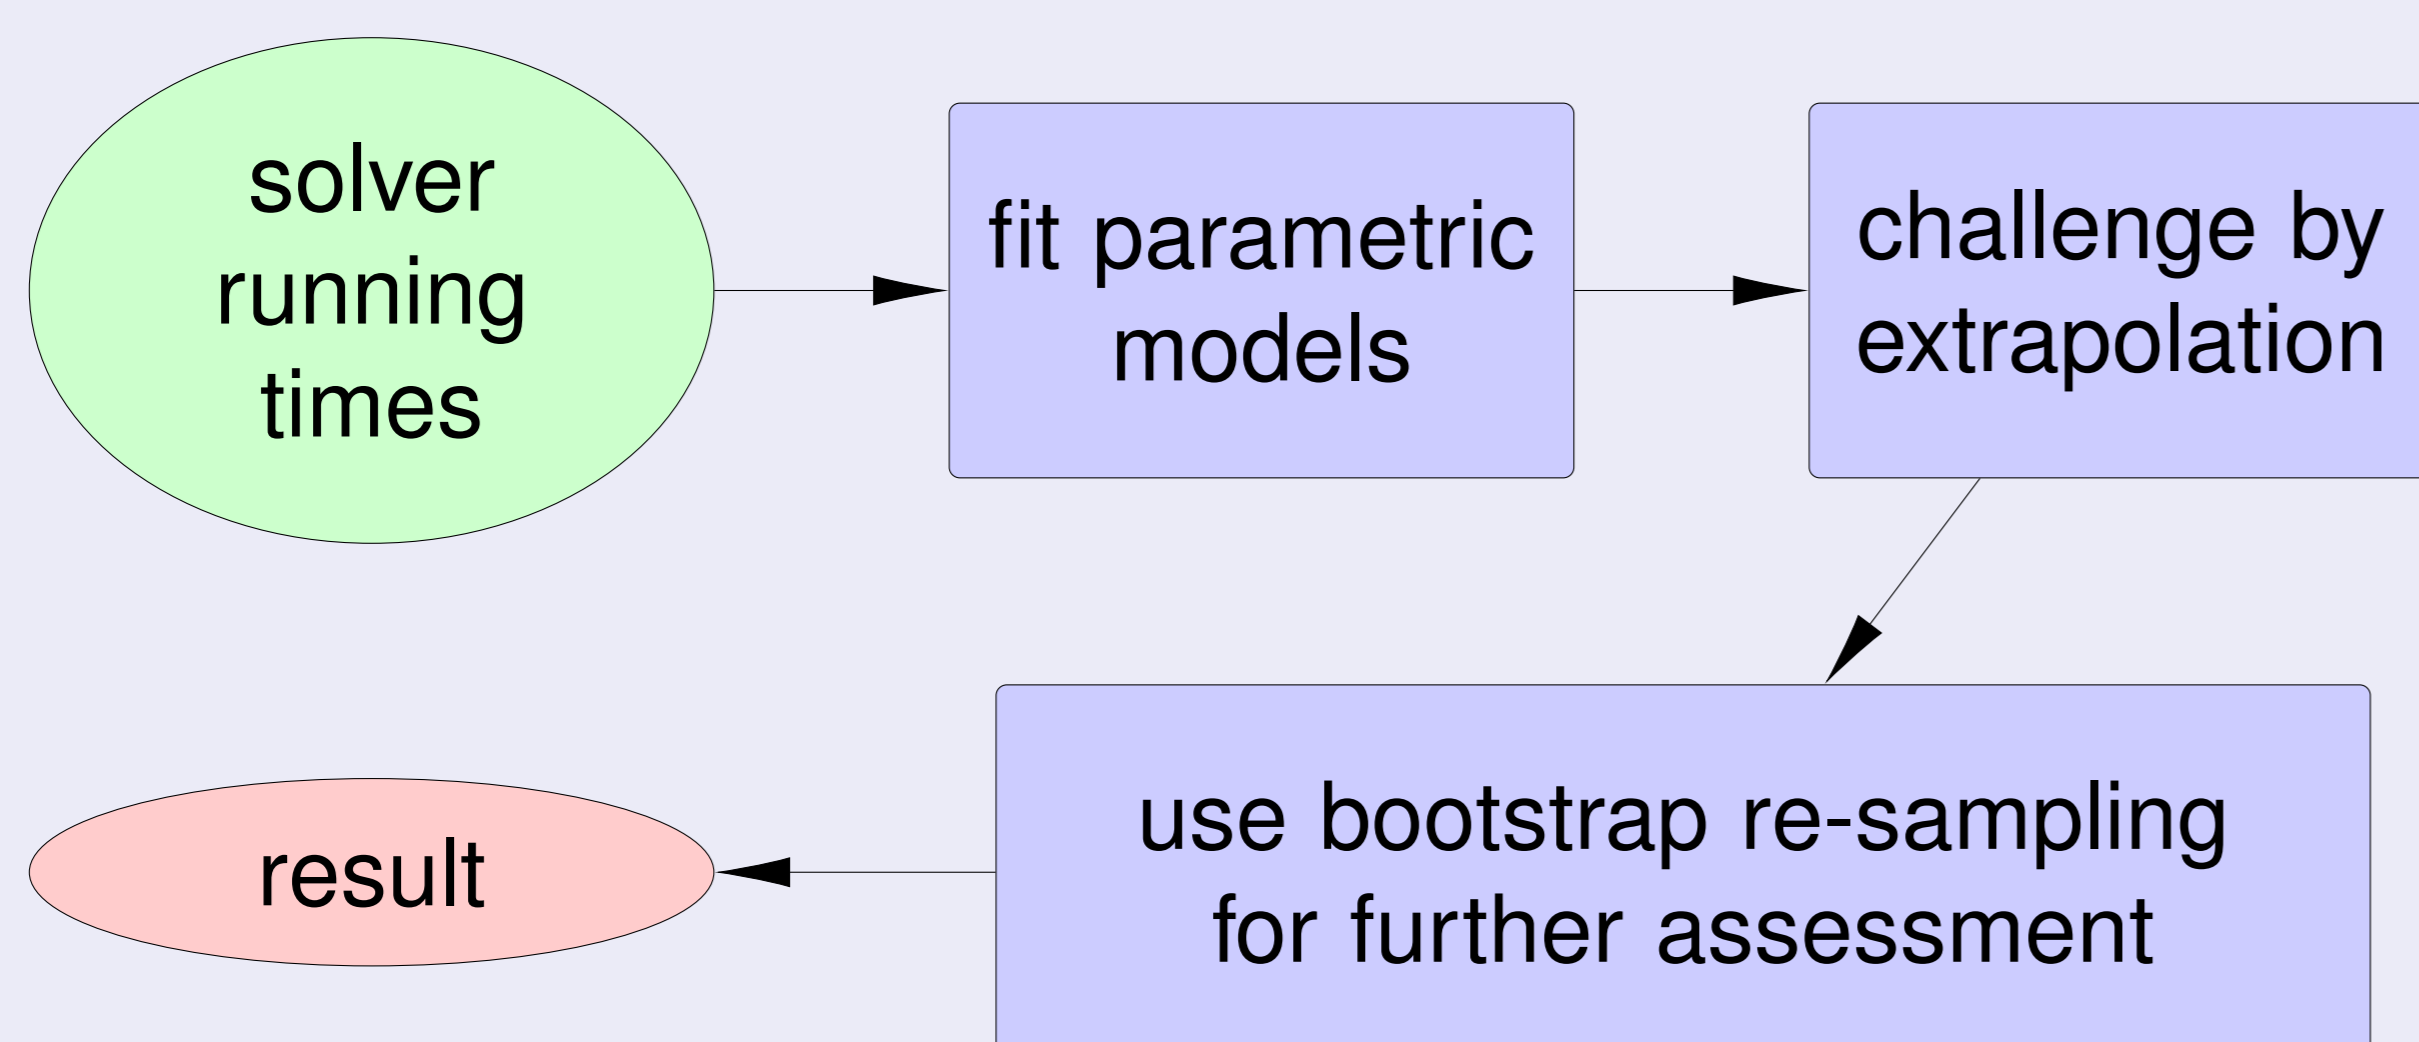 solver
running
times
fit parametric
models
challenge by
extrapolation
use bootstrap re-sampling
for further assessment
result